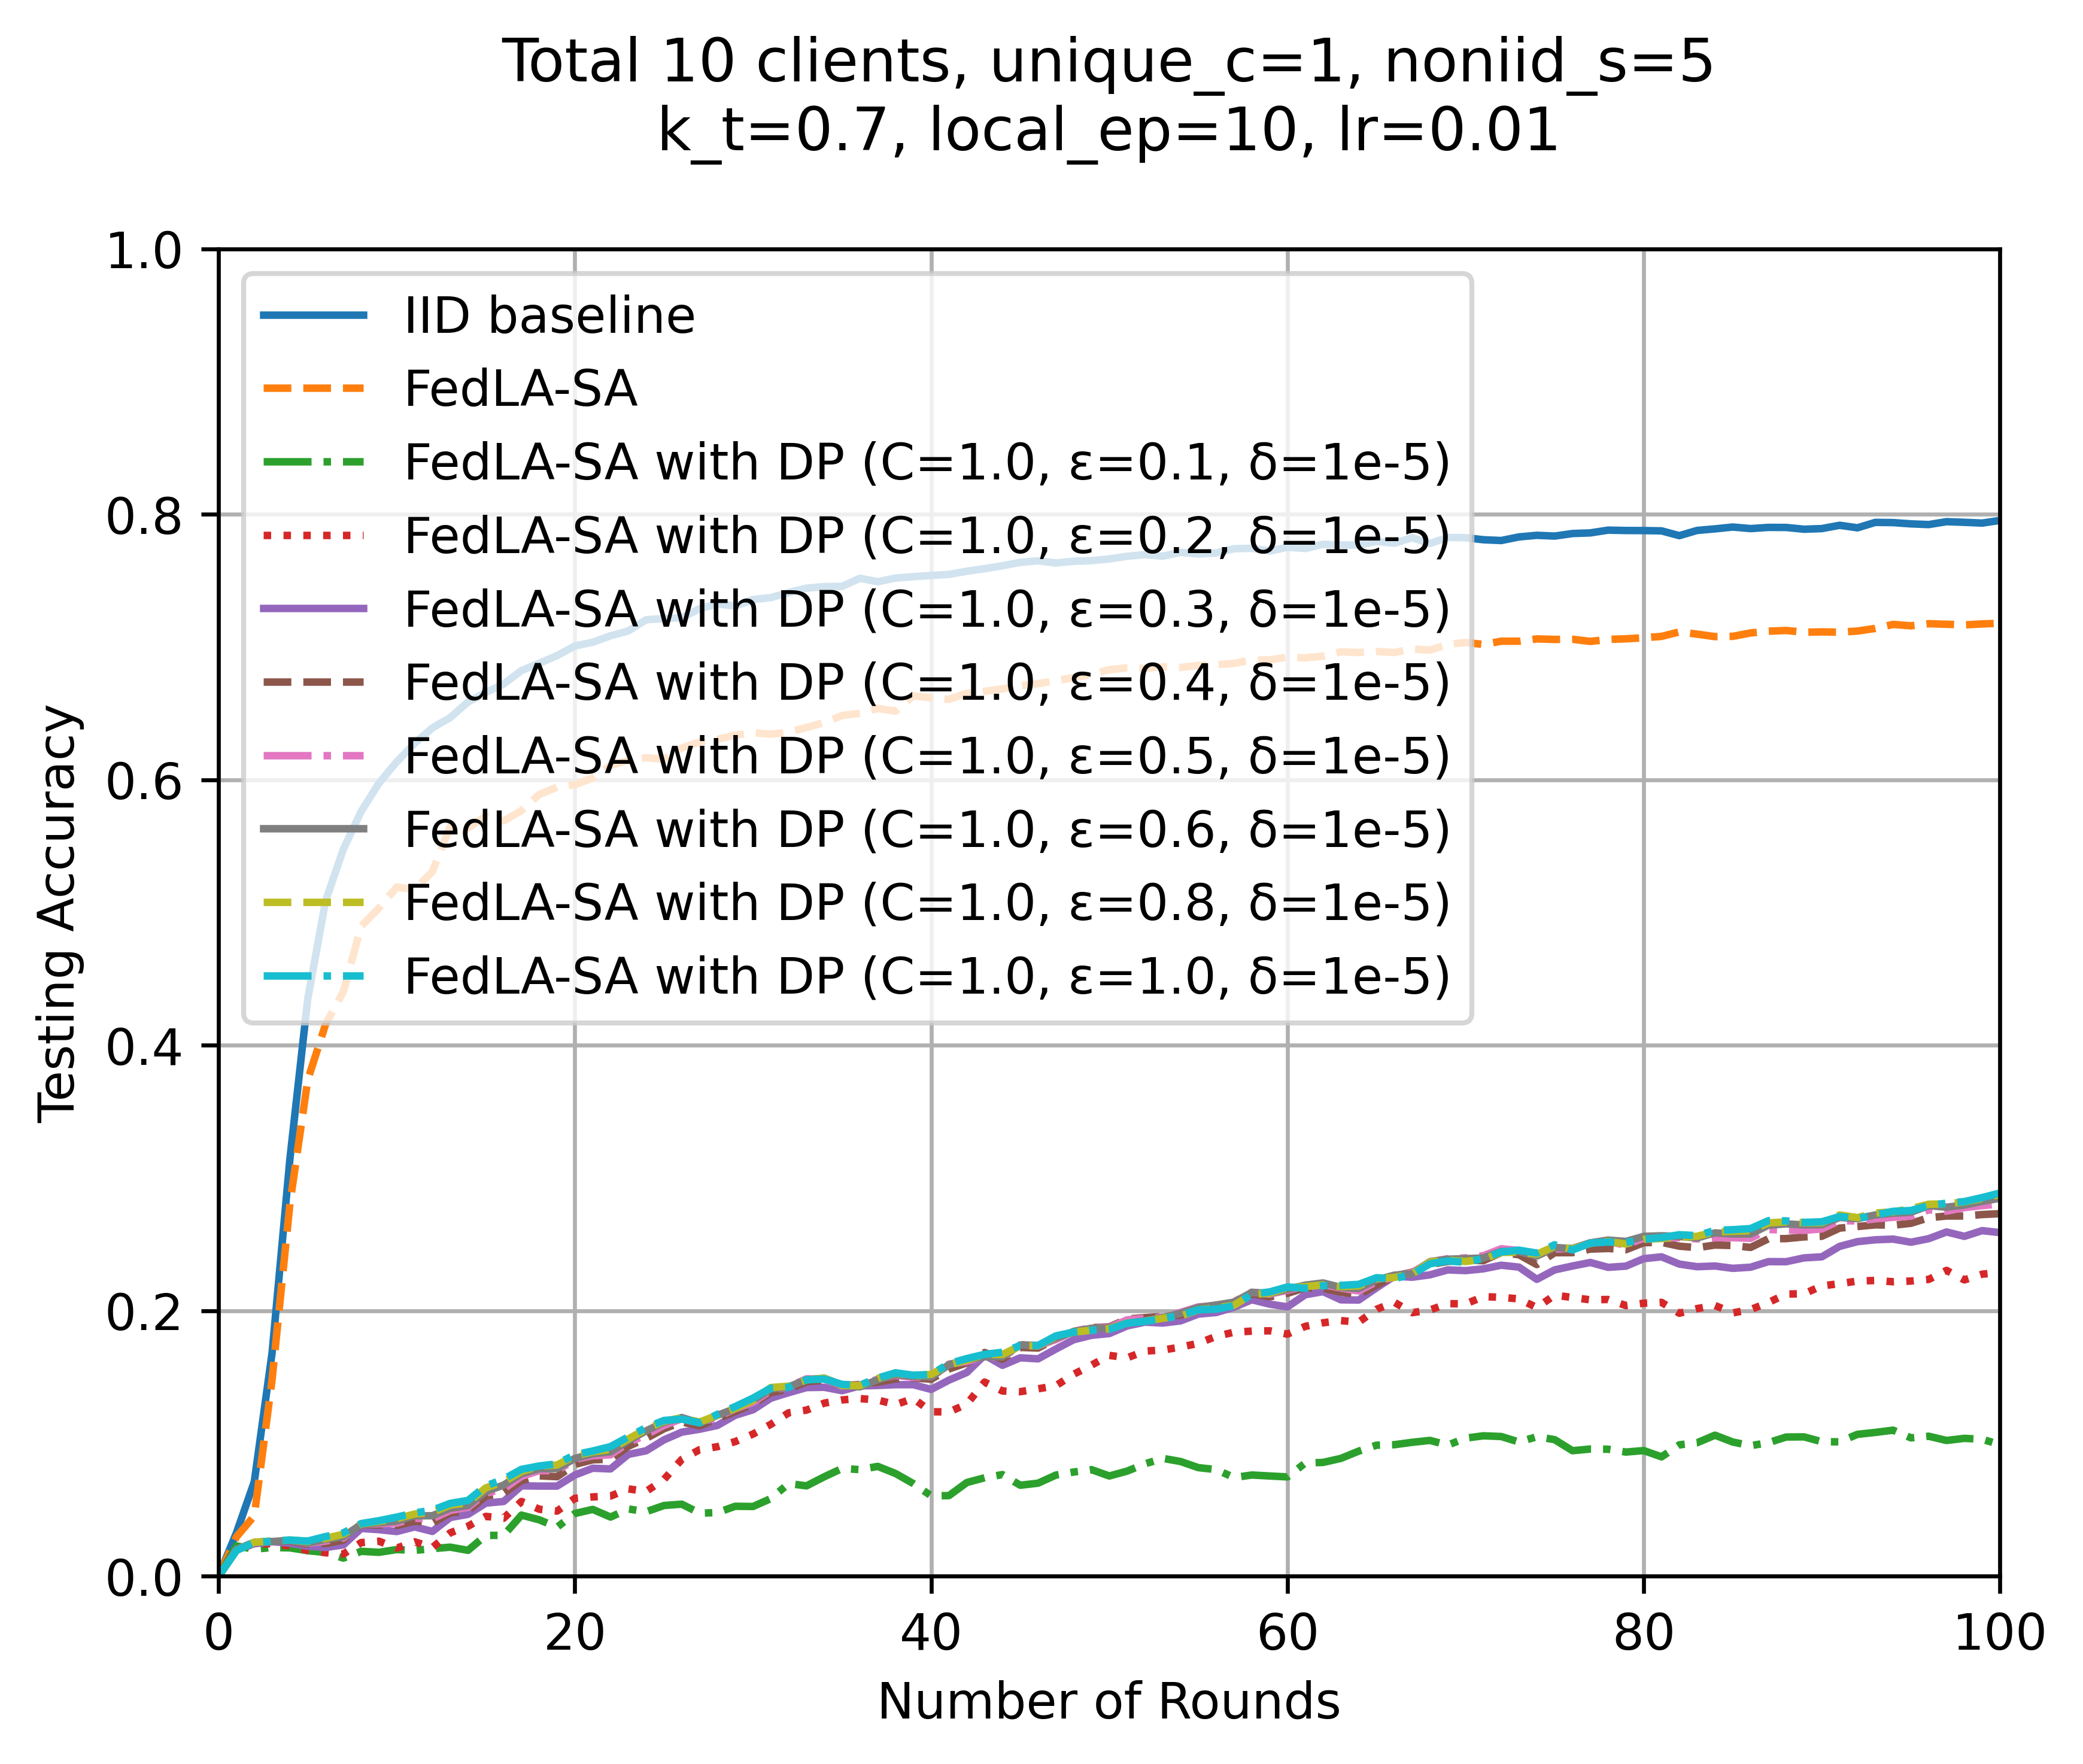 Total 10 clients, unique_c=1, noniid_s=5
k_t=0.7, local_ep=10, lr=0.01
1.0
0.8
0.6
0.4
0.2
0.0
Testing Accuracy
IID baseline
FedLA-SA
FedLA-SA with DP (C=1.0, ε=0.1, δ=1e-5)
FedLA-SA with DP (C=1.0, ε=0.2, δ=1e-5)
FedLA-SA with DP (C=1.0, ε=0.3, δ=1e-5)
FedLA-SA with DP (C=1.0, ε=0.4, δ=1e-5)
FedLA-SA with DP (C=1.0, ε=0.5, δ=1e-5)
FedLA-SA with DP (C=1.0, ε=0.6, δ=1e-5)
FedLA-SA with DP (C=1.0, ε=0.8, δ=1e-5)
FedLA-SA with DP (C=1.0, ε=1.0, δ=1e-5)
0 20 40 60 80 100
Number of Rounds